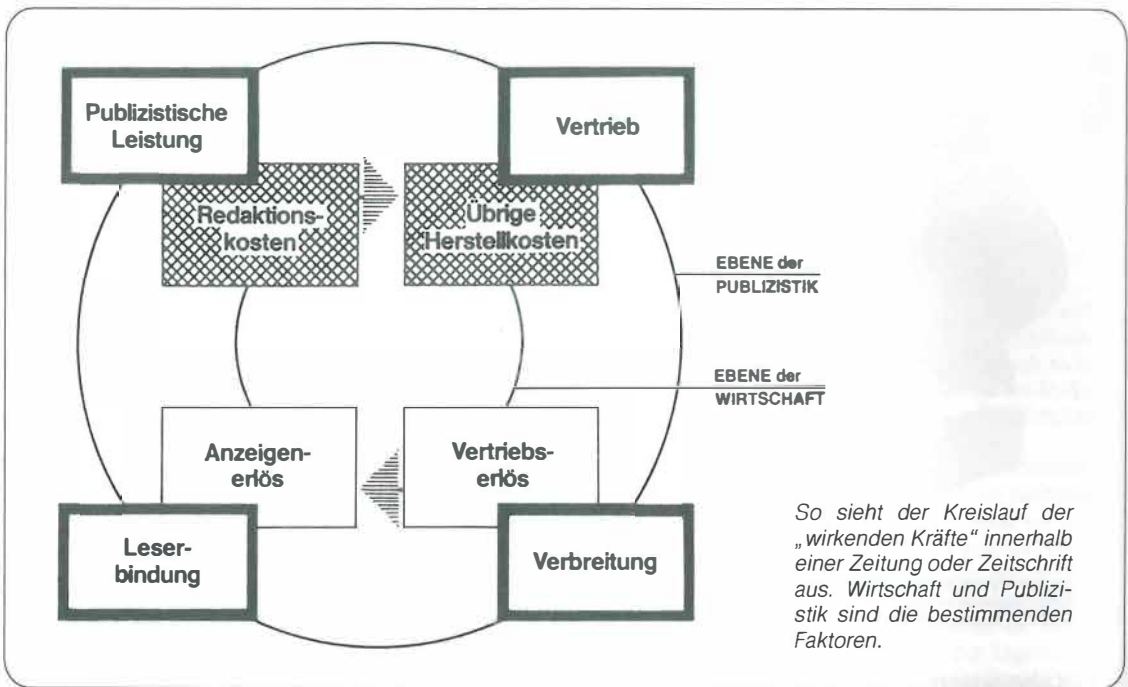 Publizistische
Leistung
Vertrieb
Redaktions-
kosten
Übrige
Herstellkosten
EBENE der
PUBLIZISTIK
EBENE der
WIRTSCHAFT
Anzeigen-
erlös
Vertriebs-
erlös
Leser-
bindung
Verbreitung
So sieht der Kreislauf der
„wirkenden Kräfte“ innerhalb
einer Zeitung oder Zeitschrift
aus. Wirtschaft und Publizi-
stik sind die bestimmenden
Faktoren.